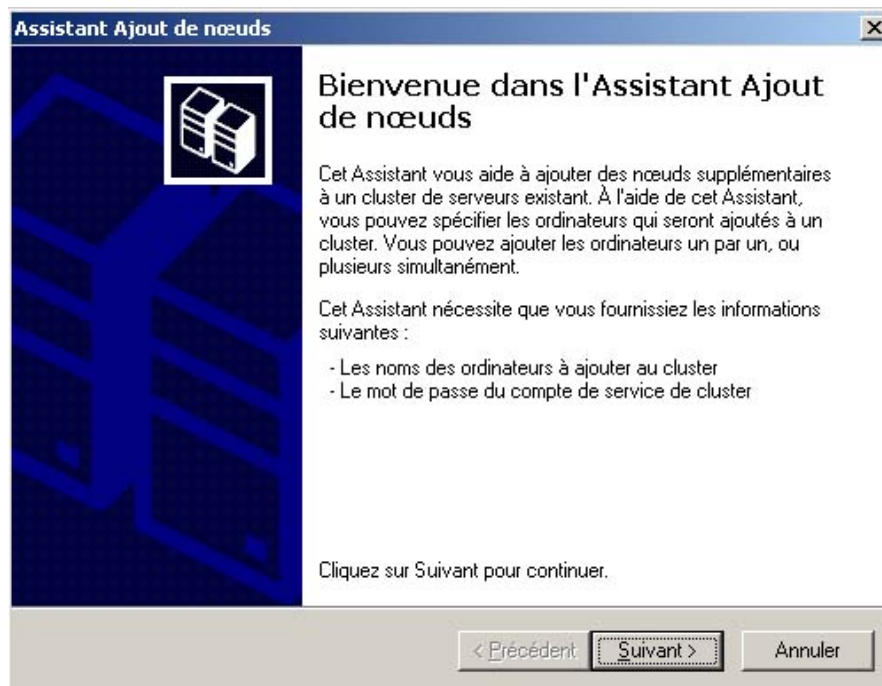 Assistant Ajout de nœuds
Bienvenue dans l'Assistant Ajout
de nœuds
Cet Assistant vous aide à ajouter des nœuds supplémentaires
à un cluster de serveurs existant. À l'aide de cet Assistant,
vous pouvez spécifier les ordinateurs qui seront ajoutés à un
cluster. Vous pouvez ajouter les ordinateurs un par un, ou
plusieurs simultanément.
Cet Assistant nécessite que vous fournissiez les informations
suivantes :
- Les noms des ordinateurs à ajouter au cluster
- Le mot de passe du compte de service de cluster
Cliquez sur Suivant pour continuer.
< Précédent
Suivant >
Annuler